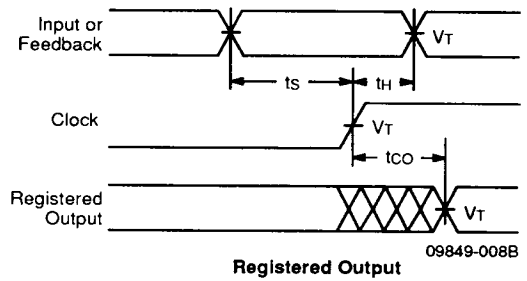 Input or
Feedback
VT
tS
tH
Clock
VT
tCO
Registered
Output
VT
09849-008B
Registered Output